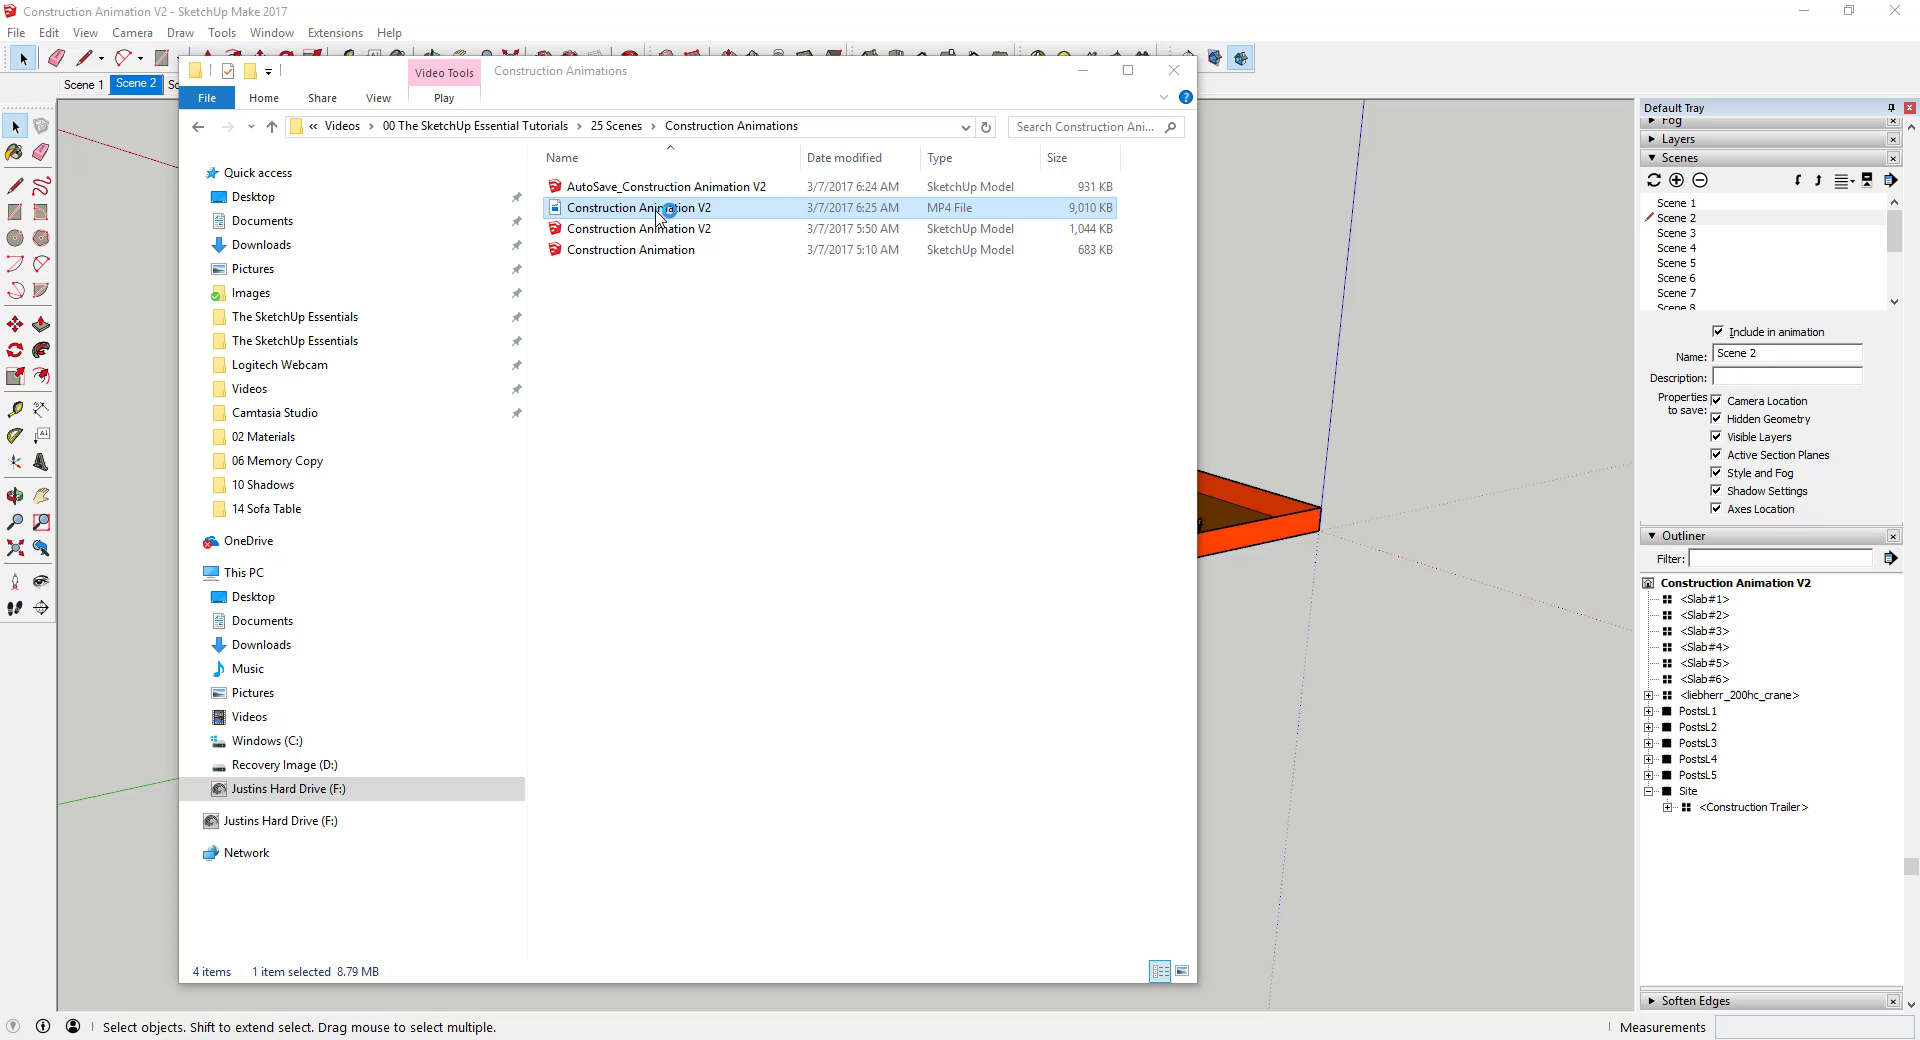 Construction Animation V2 - SketchUp Make 2017
File Edit View Camera Draw Tools Window Extensions Help
Scene 1 Scene 2 Sc
Video Tools Construction Animations
File Home Share View Play
« Videos › 00 The SketchUp Essential Tutorials › 25 Scenes › Construction Animations
Search Construction Ani...
Name Date modified Type Size
AutoSave_Construction Animation V2 3/7/2017 6:24 AM SketchUp Model 931 KB
Construction Animation V2 3/7/2017 6:25 AM MP4 File 9,010 KB
Construction Animation V2 3/7/2017 5:50 AM SketchUp Model 1,044 KB
Construction Animation 3/7/2017 5:10 AM SketchUp Model 683 KB
Quick access
Desktop
Documents
Downloads
Pictures
Images
The SketchUp Essentials
The SketchUp Essentials
Logitech Webcam
Videos
Camtasia Studio
02 Materials
06 Memory Copy
10 Shadows
14 Sofa Table
OneDrive
This PC
Desktop
Documents
Downloads
Music
Pictures
Videos
Windows (C:)
Recovery Image (D:)
Justins Hard Drive (F:)
Justins Hard Drive (F:)
Network
4 items 1 item selected 8.79 MB
Default Tray
Fog
Layers
Scenes
Scene 1
Scene 2
Scene 3
Scene 4
Scene 5
Scene 6
Scene 7
Scene 8
Include in animation
Name: Scene 2
Description:
Properties to save:
Camera Location
Hidden Geometry
Visible Layers
Active Section Planes
Style and Fog
Shadow Settings
Axes Location
Outliner
Filter:
Construction Animation V2
<Slab#1>
<Slab#2>
<Slab#3>
<Slab#4>
<Slab#5>
<Slab#6>
<liebherr_200hc_crane>
PostsL1
PostsL2
PostsL3
PostsL4
PostsL5
Site
<Construction Trailer>
Soften Edges
Select objects. Shift to extend select. Drag mouse to select multiple.
Measurements